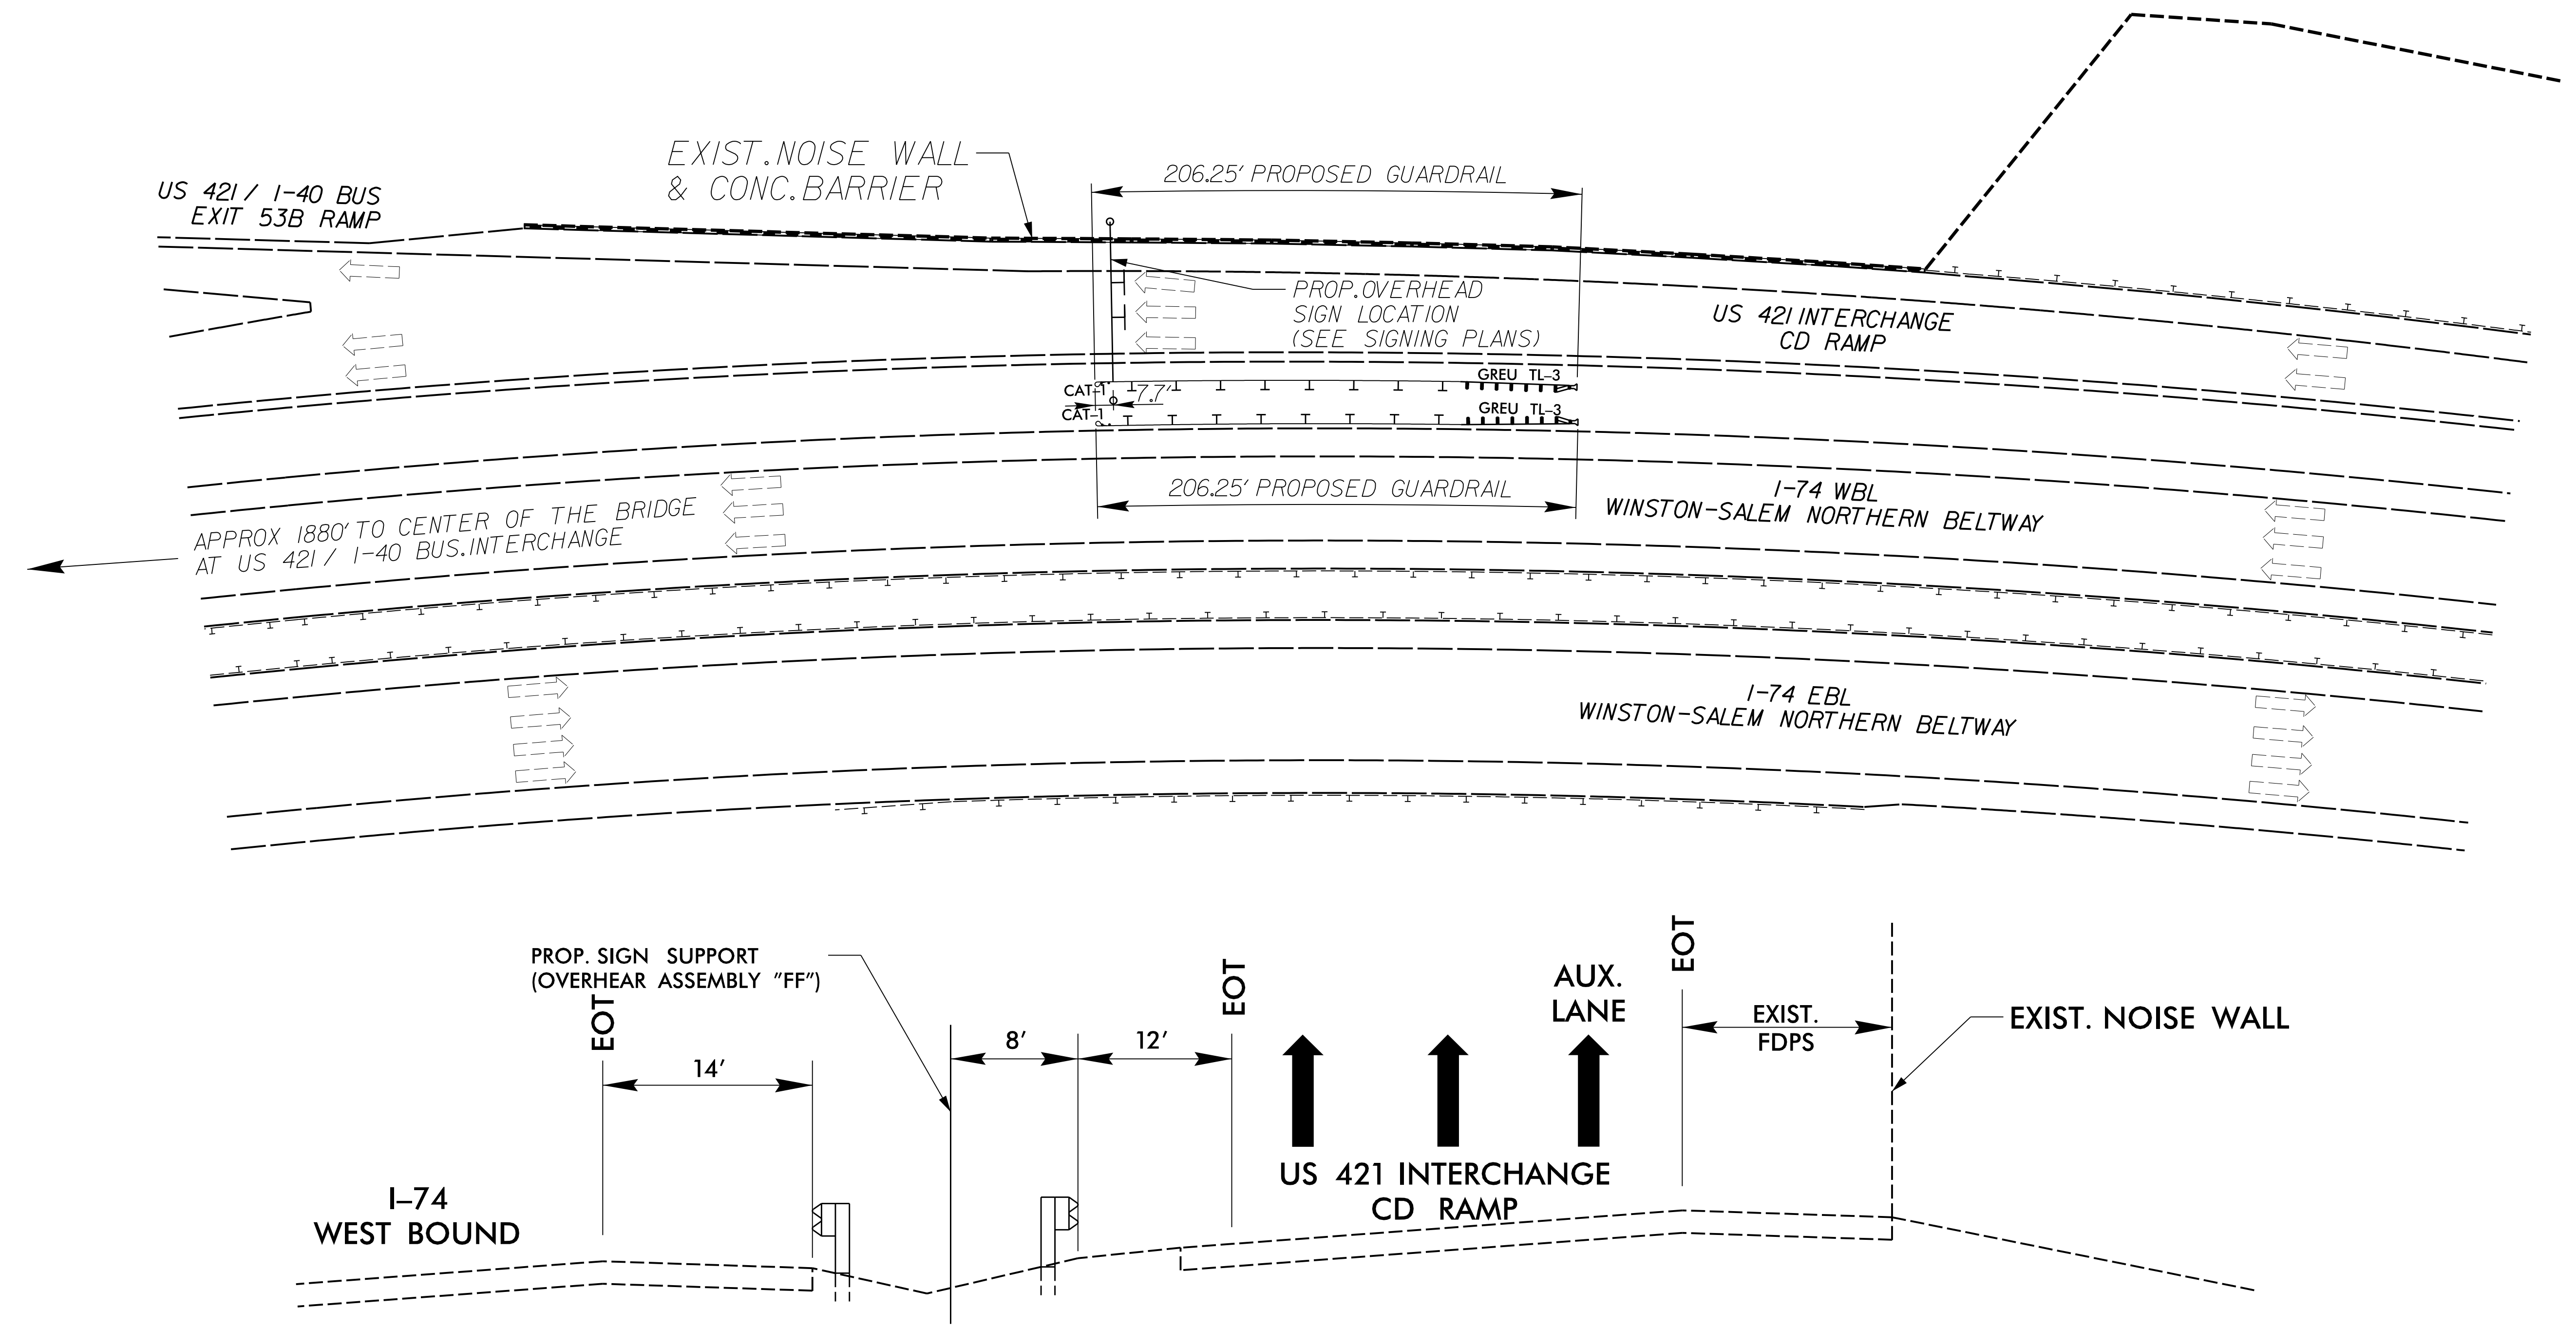 EXIST. NOISE WALL
& CONC. BARRIER
206.25' PROPOSED GUARDRAIL
US 421 / I-40 BUS
EXIT 53B RAMP
PROP. OVERHEAD
SIGN LOCATION
(SEE SIGNING PLANS)
US 421 INTERCHANGE
CD RAMP
GREU TL-3
CAT-1
7.7'
CAT-1
GREU TL-3
206.25' PROPOSED GUARDRAIL
I-74 WBL
WINSTON-SALEM NORTHERN BELTWAY
APPROX 1880' TO CENTER OF THE BRIDGE
AT US 421 / I-40 BUS. INTERCHANGE
I-74 EBL
WINSTON-SALEM NORTHERN BELTWAY
PROP. SIGN SUPPORT
(OVERHEAR ASSEMBLY "FF")
EOT
EOT
EOT
AUX.
LANE
EXIST.
FDPS
EXIST. NOISE WALL
14'
8'
12'
US 421 INTERCHANGE
CD RAMP
I-74
WEST BOUND